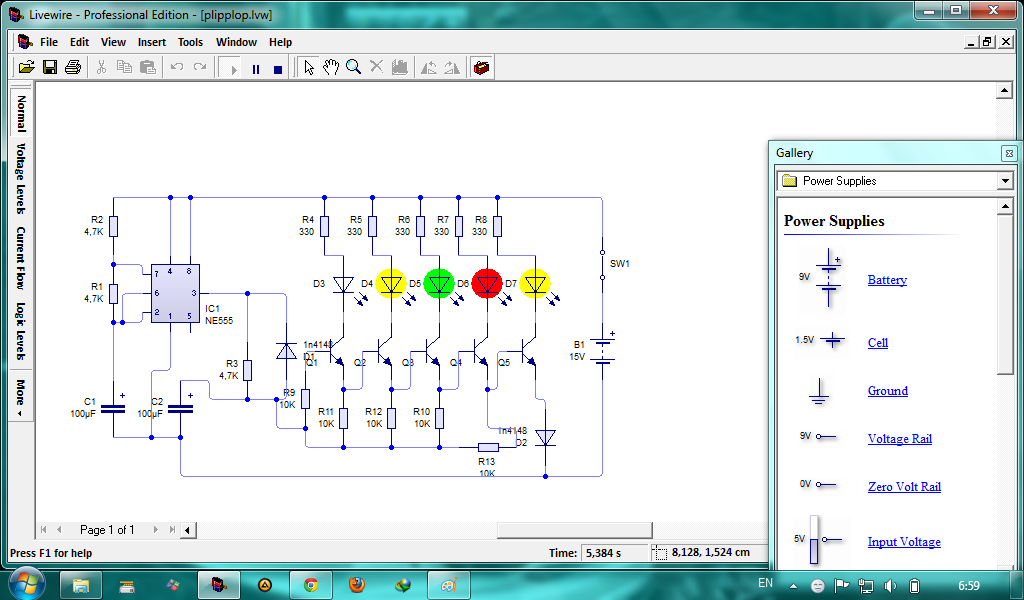 Livewire - Professional Edition - [plipplop.lvw]
File Edit View Insert Tools Window Help
Normal
Voltage Levels
Current Flow
Logic Levels
More
Gallery
Power Supplies
Power Supplies
9V Battery
1.5V Cell
Ground
9V Voltage Rail
0V Zero Volt Rail
5V Input Voltage
R2
4,7K
R1
4,7K
7 4 8
6 3
2 1 5
IC1
NE555
R4
330
R5
330
R6
330
R7
330
R8
330
D3
D4
D5
D6
D7
SW1
B1
15V
1n4148
D1
Q1
Q2
Q3
Q4
Q5
R3
4,7K
R9
10K
C1
100µF
C2
100µF
R11
10K
R12
10K
R10
10K
1n4148
D2
R13
10K
Page 1 of 1
Press F1 for help
Time: 5,384 s
8,128, 1,524 cm
EN
6:59